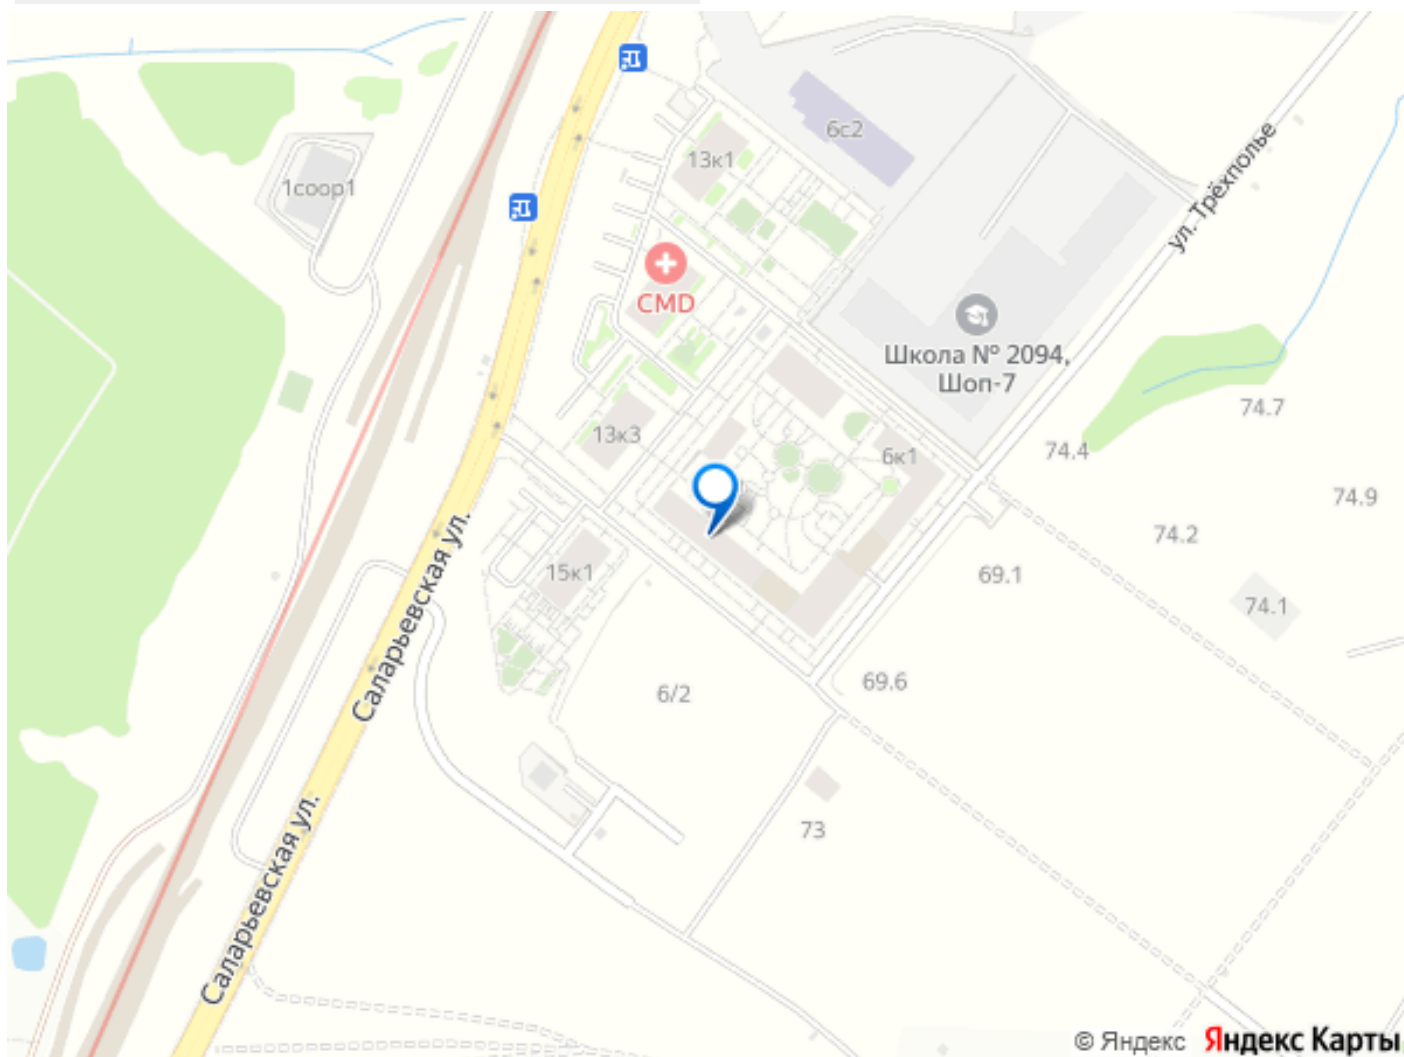 6с2
13к1
1соор1
ул. Трёхполье
CMD
Школа № 2094,
Шоп-7
74.7
13к3
6к1
74.4
74.9
74.2
15к1
69.1
74.1
Саларьевская ул.
69.6
6/2
73
Саларьевская ул.
© Яндекс Яндекс Карты